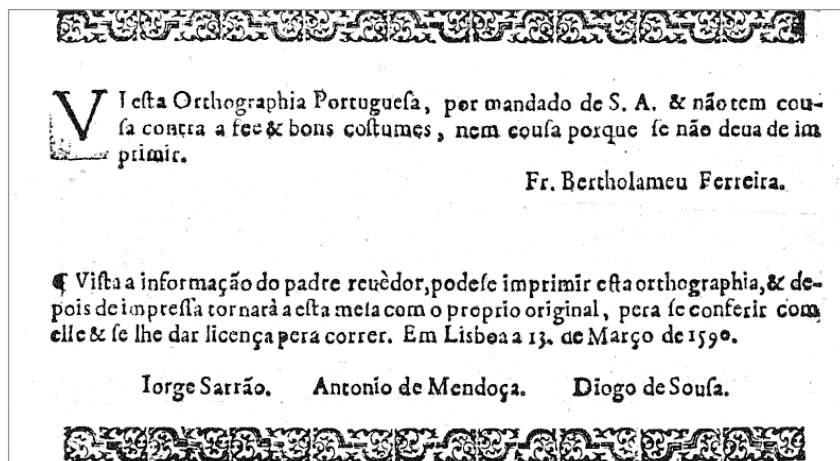 VI eſta Orthographia Portugueſa, por mandado de S. A. & não tem cou-
ſa contra a fee & bons coſtumes, nem couſa porque ſe não deua de im
primir.
Fr. Bertholameu Ferreira.
¶ Viſta a informação do padre reuèdor, podeſe imprimir eſta orthographia, & de-
pois de impreſſa tornarà a eſta meſa com o proprio original, pera ſe conferir com
elle & ſe lhe dar licença pera correr. Em Lisboa a 13. de Março de 1590.
Iorge Sarrão. Antonio de Mendoça. Diogo de Souſa.